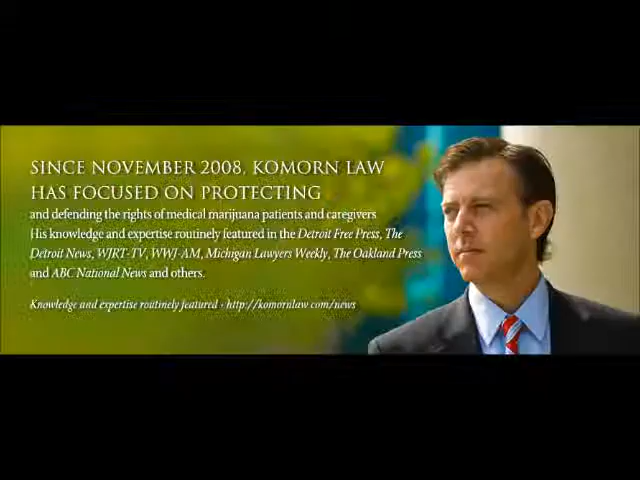 SINCE NOVEMBER 2008, KOMORN LAW
HAS FOCUSED ON PROTECTING
and defending the rights of medical marijuana patients and caregivers
His knowledge and expertise routinely featured in the Detroit Free Press, The
Detroit News, WJRT-TV, WWJ-AM, Michigan Lawyers Weekly, The Oakland Press
and ABC National News and others.
Knowledge and expertise routinely featured - http://komornlaw.com/news